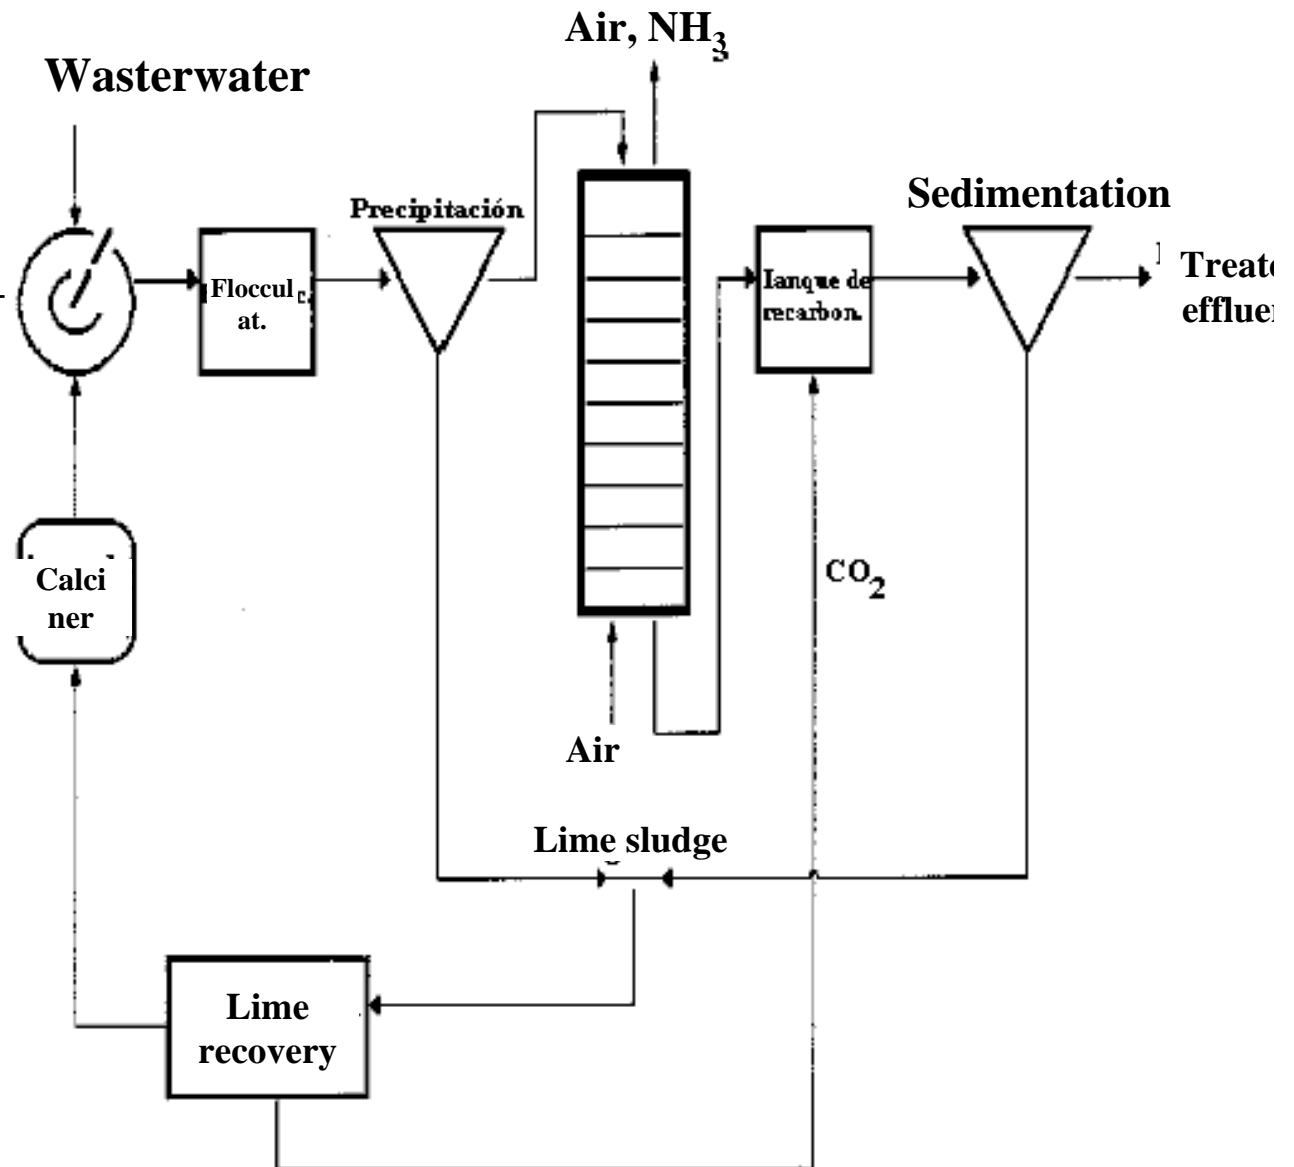 Air, NH3
Wasterwater
Precipitación
Sedimentation
Floccul
at.
Ianque de
recarbon.
Treate
effluer
Calci
ner
CO2
Air
Lime sludge
Lime
recovery